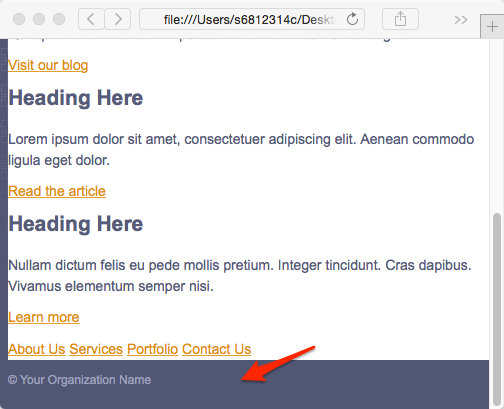 file:///Users/s6812314c/Deskt
Visit our blog
Heading Here
Lorem ipsum dolor sit amet, consectetuer adipiscing elit. Aenean commodo
ligula eget dolor.
Read the article
Heading Here
Nullam dictum felis eu pede mollis pretium. Integer tincidunt. Cras dapibus.
Vivamus elementum semper nisi.
Learn more
About Us Services Portfolio Contact Us
© Your Organization Name